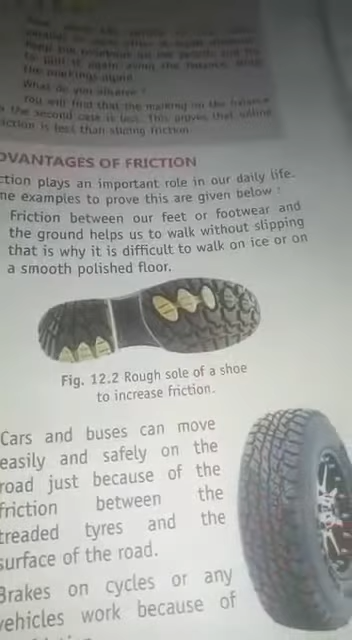 What do you observe ?
You will find that the marking on the balance
the second case is less. This proves that
iction is less than sliding friction.
DVANTAGES OF FRICTION
ction plays an important role in our daily life.
me examples to prove this are given below :
Friction between our feet or footwear and
the ground helps us to walk without slipping
that is why it is difficult to walk on ice or on
a smooth polished floor.
Fig. 12.2 Rough sole of a shoe
to increase friction.
Cars and buses can move
easily and safely on the
road just because of the
friction between the
treaded tyres and the
surface of the road.
Brakes on cycles or any
vehicles work because of